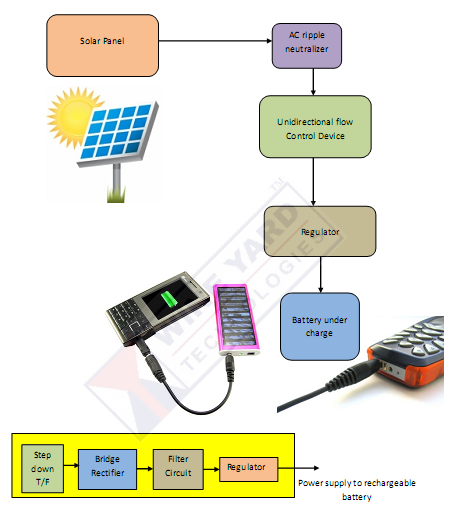 Solar Panel
AC ripple
neutralizer
Unidirectional flow
Control Device
Regulator
Battery under
charge
WHITE YARD
TECHNOLOGIES
TM
Step
down
T/F
Bridge
Rectifier
Filter
Circuit
Regulator
Power supply to rechargeable
battery